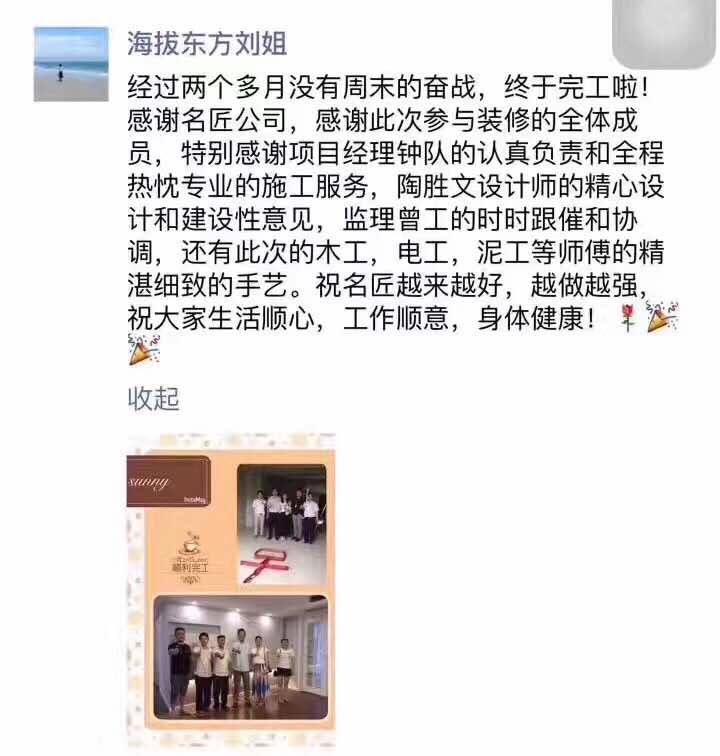 海拔东方刘姐
经过两个多月没有周末的奋战，终于完工啦！
感谢名匠公司，感谢此次参与装修的全体成
员，特别感谢项目经理钟队的认真负责和全程
热忱专业的施工服务，陶胜文设计师的精心设
计和建设性意见，监理曾工的时时跟催和协
调，还有此次的木工，电工，泥工等师傅的精
湛细致的手艺。祝名匠越来越好，越做越强，
祝大家生活顺心，工作顺意，身体健康！🌹🎉
🎉
收起
sunny
InstaMag
顺利完工